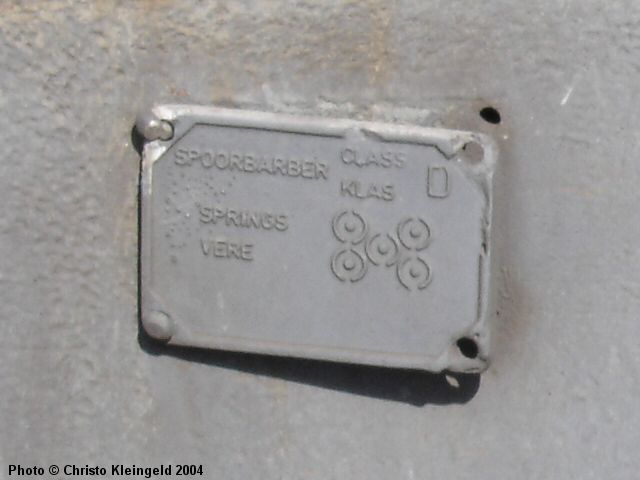 SPOORBARBER CLASS
KLAS D
SPRINGS
VERE
Photo © Christo Kleingeld 2004